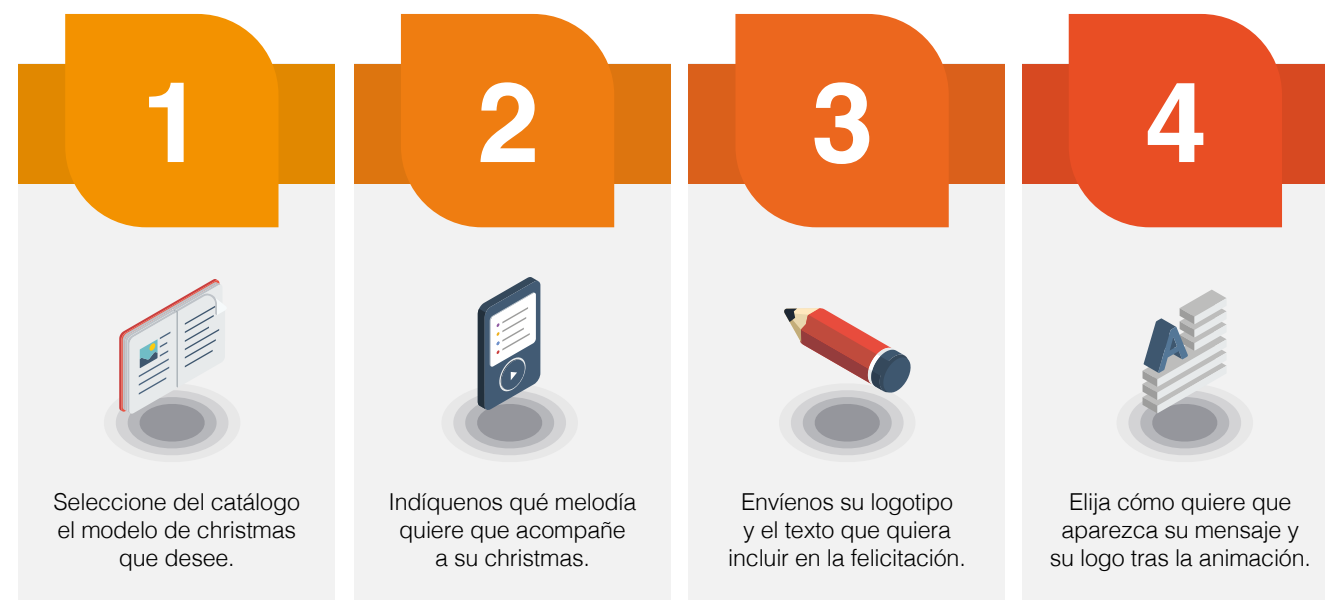 1
Seleccione del catálogo
el modelo de christmas
que desee.
2
Indíquenos qué melodía
quiere que acompañe
a su christmas.
3
Envíenos su logotipo
y el texto que quiera
incluir en la felicitación.
4
Elija cómo quiere que
aparezca su mensaje y
su logo tras la animación.